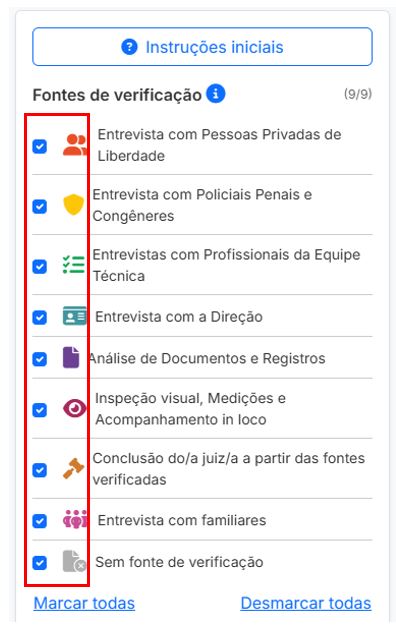 Instruções iniciais
Fontes de verificação (9/9)
Entrevista com Pessoas Privadas de
Liberdade
Entrevista com Policiais Penais e
Congêneres
Entrevistas com Profissionais da Equipe
Técnica
Entrevista com a Direção
Análise de Documentos e Registros
Inspeção visual, Medições e
Acompanhamento in loco
Conclusão do/a juiz/a a partir das fontes
verificadas
Entrevista com familiares
Sem fonte de verificação
Marcar todas Desmarcar todas